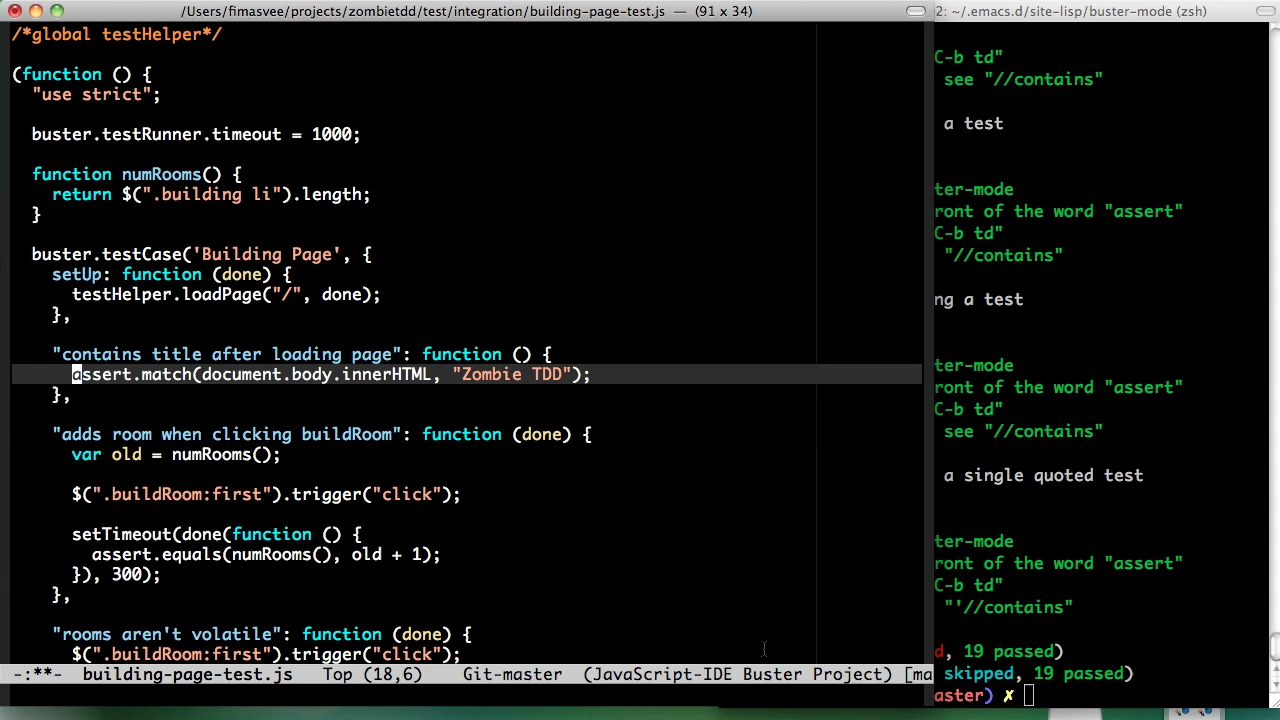 /Users/fimasvee/projects/zombietdd/test/integration/building-page-test.js — (91 x 34)
/*global testHelper*/
(function () {
"use strict";
buster.testRunner.timeout = 1000;
function numRooms() {
return $(".building li").length;
}
buster.testCase('Building Page', {
setUp: function (done) {
testHelper.loadPage("/", done);
},
"contains title after loading page": function () {
assert.match(document.body.innerHTML, "Zombie TDD");
},
"adds room when clicking buildRoom": function (done) {
var old = numRooms();
$(".buildRoom:first").trigger("click");
setTimeout(done(function () {
assert.equals(numRooms(), old + 1);
}), 300);
},
"rooms aren't volatile": function (done) {
$(".buildRoom:first").trigger("click");
-:**- building-page-test.js Top (18,6) Git-master (JavaScript-IDE Buster Project) [ma
2: ~/.emacs.d/site-lisp/buster-mode (zsh)
C-b td"
see "//contains"
a test
ter-mode
ront of the word "assert"
C-b td"
"//contains"
ng a test
ter-mode
ront of the word "assert"
C-b td"
see "//contains"
a single quoted test
ter-mode
ront of the word "assert"
C-b td"
"'//contains"
d, 19 passed)
skipped, 19 passed)
aster) ✗